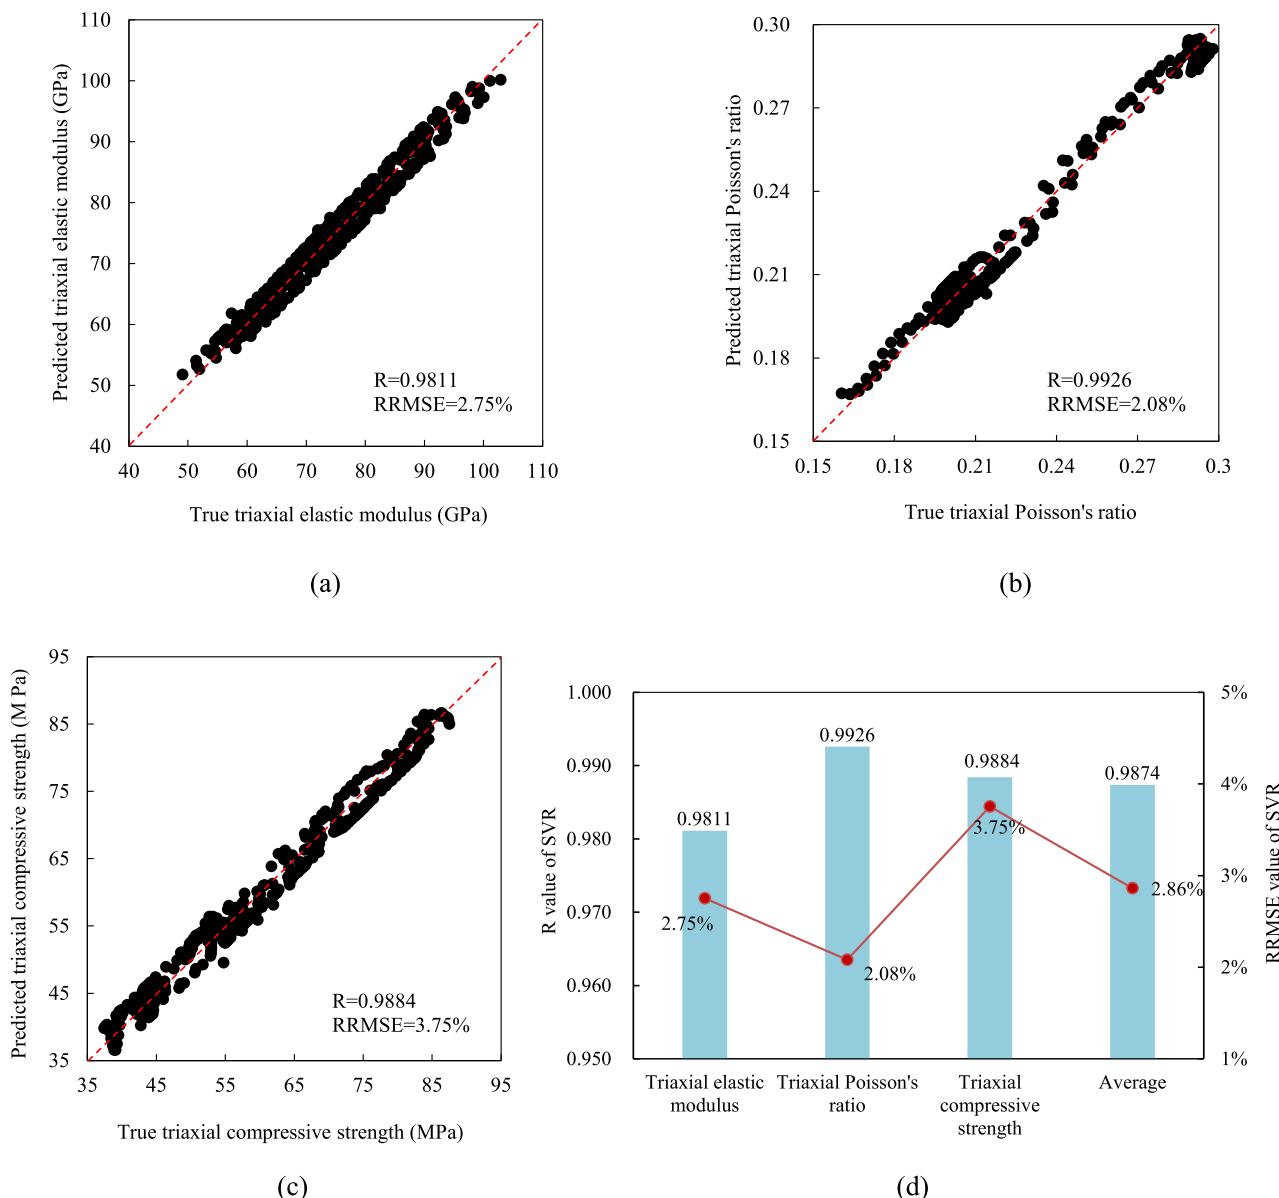 110
100
90
80
70
60
50
40
Predicted triaxial elastic modulus (GPa)
R=0.9811
RRMSE=2.75%
40 50 60 70 80 90 100 110
True triaxial elastic modulus (GPa)
(a)
0.30
0.27
0.24
0.21
0.18
0.15
Predicted triaxial Poisson's ratio
R=0.9926
RRMSE=2.08%
0.15 0.18 0.21 0.24 0.27 0.3
True triaxial Poisson's ratio
(b)
95
85
75
65
55
45
35
Predicted triaxial compressive strength (M Pa)
R=0.9884
RRMSE=3.75%
35 45 55 65 75 85 95
True triaxial compressive strength (MPa)
(c)
1.000
0.990
0.980
0.970
0.960
0.950
R value of SVR
0.9811
0.9926
0.9884
0.9874
2.75%
2.08%
3.75%
2.86%
5%
4%
3%
2%
1%
RRMSE value of SVR
Triaxial elastic
modulus
Triaxial Poisson's
ratio
Triaxial
compressive
strength
Average
(d)